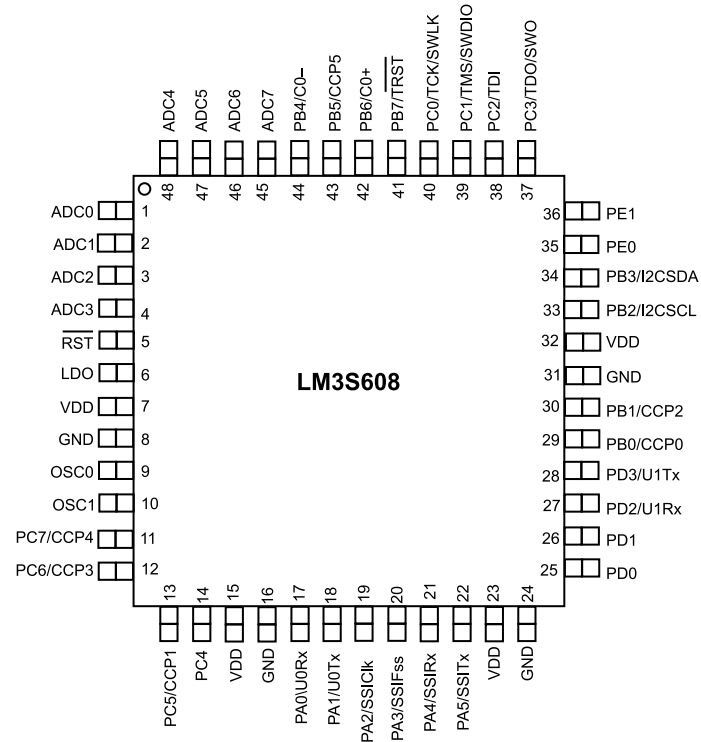 ADC4
ADC5
ADC6
ADC7
PB4/C0–
PB5/CCP5
PB6/C0+
PB7/TRST
PC0/TCK/SWLK
PC1/TMS/SWDIO
PC2/TDI
PC3/TDO/SWO
48
47
46
45
44
43
42
41
40
39
38
37
ADC0 1
ADC1 2
ADC2 3
ADC3 4
RST 5
LDO 6
VDD 7
GND 8
OSC0 9
OSC1 10
PC7/CCP4 11
PC6/CCP3 12
LM3S608
36 PE1
35 PE0
34 PB3/I2CSDA
33 PB2/I2CSCL
32 VDD
31 GND
30 PB1/CCP2
29 PB0/CCP0
28 PD3/U1Tx
27 PD2/U1Rx
26 PD1
25 PD0
13
14
15
16
17
18
19
20
21
22
23
24
PC5/CCP1
PC4
VDD
GND
PA0\U0Rx
PA1/U0Tx
PA2/SSIClk
PA3/SSIFss
PA4/SSIRx
PA5/SSITx
VDD
GND